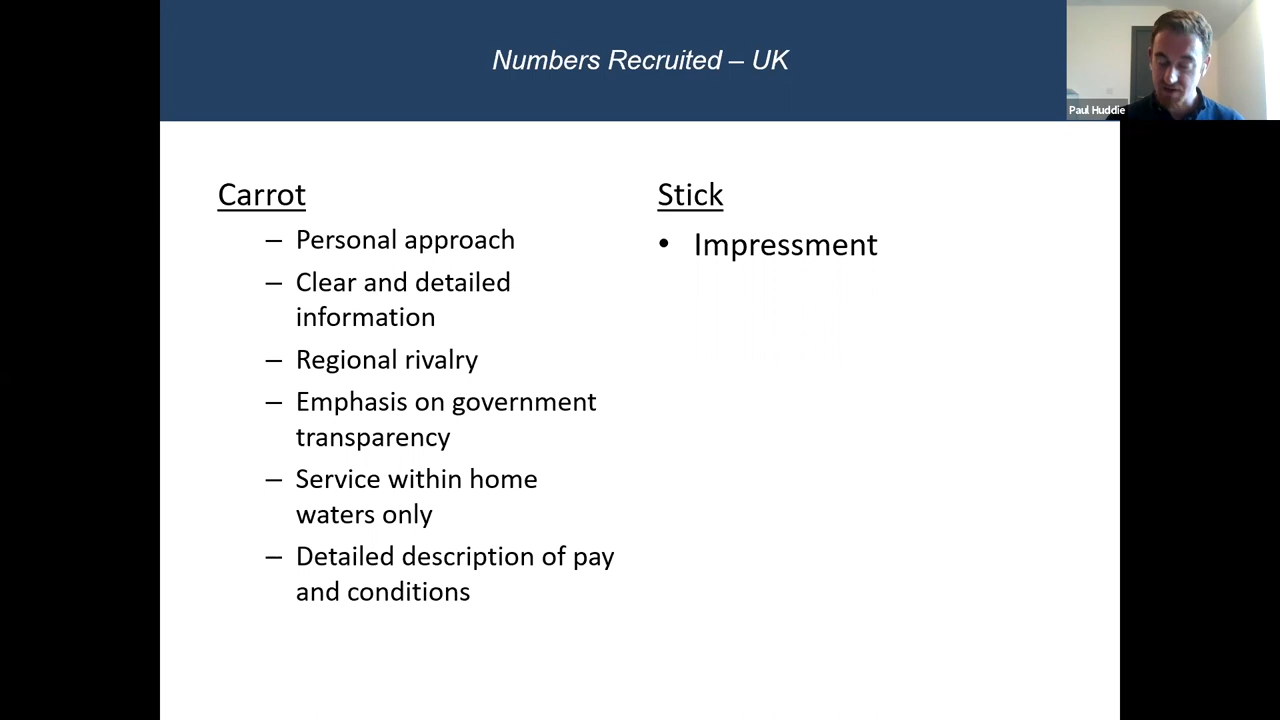 Numbers Recruited – UK
Paul Huddie
Carrot
– Personal approach
– Clear and detailed
information
– Regional rivalry
– Emphasis on government
transparency
– Service within home
waters only
– Detailed description of pay
and conditions
Stick
• Impressment